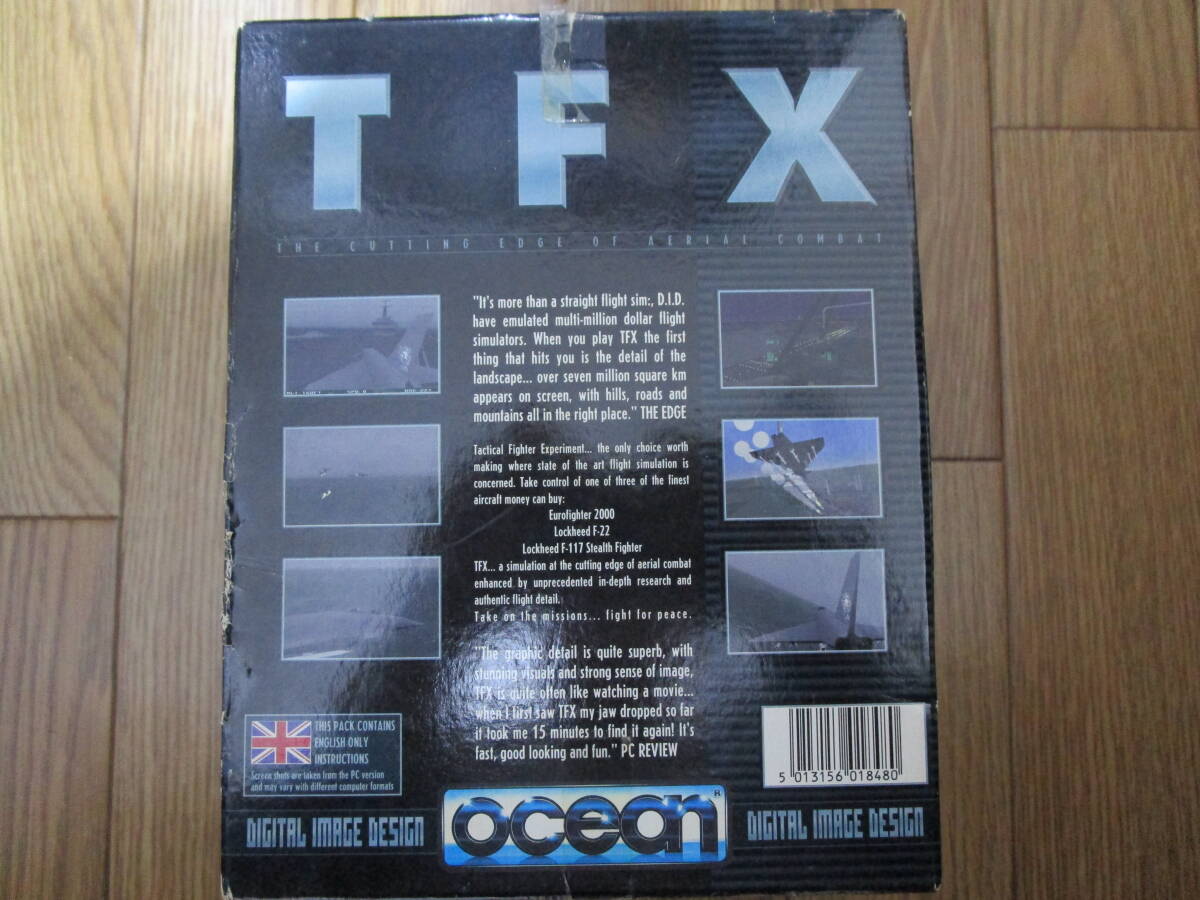 T F X
THE CUTTING EDGE OF AERIAL COMBAT
"It's more than a straight flight sim:, D.I.D.
have emulated multi-million dollar flight
simulators. When you play TFX the first
thing that hits you is the detail of the
landscape... over seven million square km
appears on screen, with hills, roads and
mountains all in the right place." THE EDGE
Tactical Fighter Experiment... the only choice worth
making where state of the art flight simulation is
concerned. Take control of one of three of the finest
aircraft money can buy:
Eurofighter 2000
Lockheed F-22
Lockheed F-117 Stealth Fighter
TFX... a simulation at the cutting edge of aerial combat
enhanced by unprecedented in-depth research and
authentic flight detail.
Take on the missions... fight for peace.
"The graphic detail is quite superb, with
stunning visuals and strong sense of image,
TFX is quite often like watching a movie...
when I first saw TFX my jaw dropped so far
it took me 15 minutes to find it again! It's
fast, good looking and fun." PC REVIEW
THIS PACK CONTAINS
ENGLISH ONLY
INSTRUCTIONS
Screen shots are taken from the PC version
and may vary with different computer formats
5 013156 018480
DIGITAL IMAGE DESIGN
ocean®
DIGITAL IMAGE DESIGN